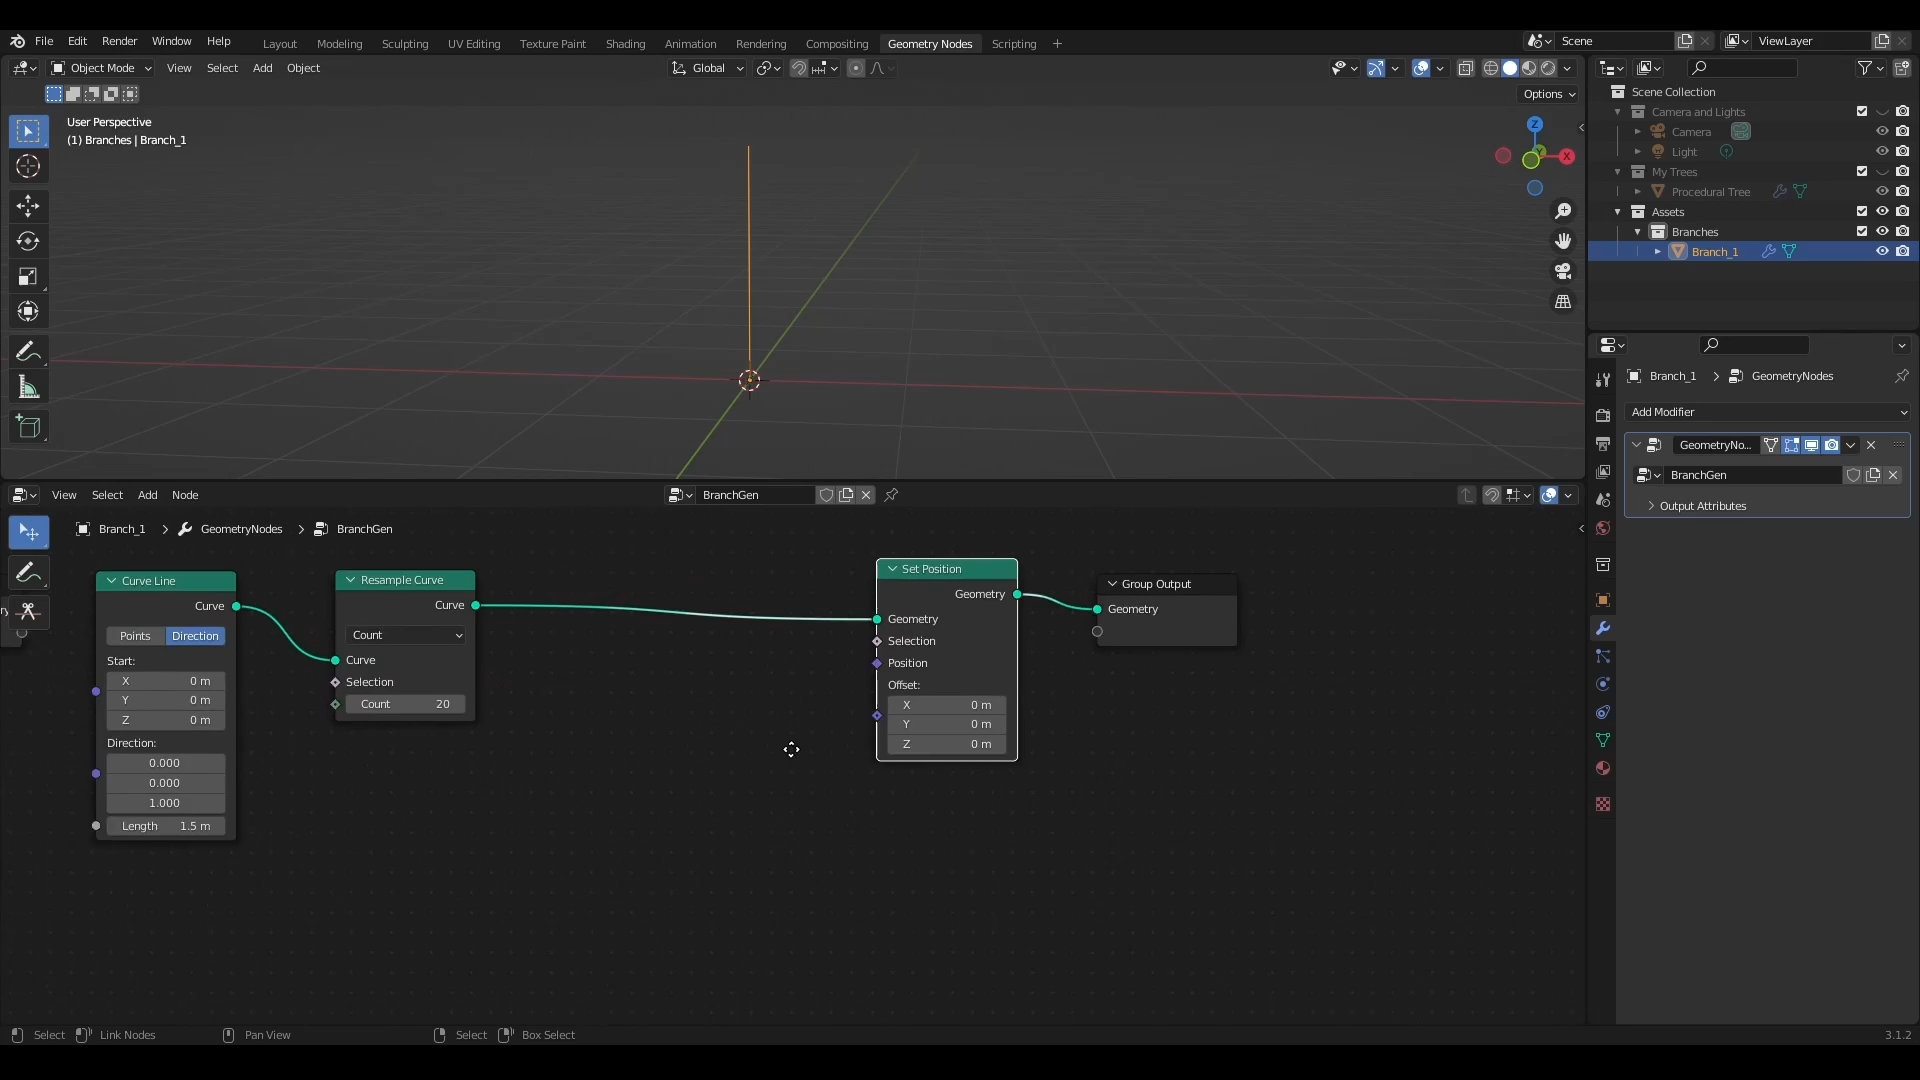 File Edit Render Window Help
Layout Modeling Sculpting UV Editing Texture Paint Shading Animation Rendering Compositing Geometry Nodes Scripting +
Scene
ViewLayer
Object Mode View Select Add Object
Global
Options
User Perspective
(1) Branches | Branch_1
Z
Y
X
Scene Collection
Camera and Lights
Camera
Light
My Trees
Procedural Tree
Assets
Branches
Branch_1
Branch_1 > GeometryNodes
Add Modifier
GeometryNo...
BranchGen
Output Attributes
View Select Add Node
BranchGen
Branch_1 > GeometryNodes > BranchGen
Curve Line
Curve
Points Direction
Start:
X 0 m
Y 0 m
Z 0 m
Direction:
0.000
0.000
1.000
Length 1.5 m
Resample Curve
Curve
Count
Curve
Selection
Count 20
Set Position
Geometry
Geometry
Selection
Position
Offset:
X 0 m
Y 0 m
Z 0 m
Group Output
Geometry
Select Link Nodes Pan View Select Box Select
3.1.2